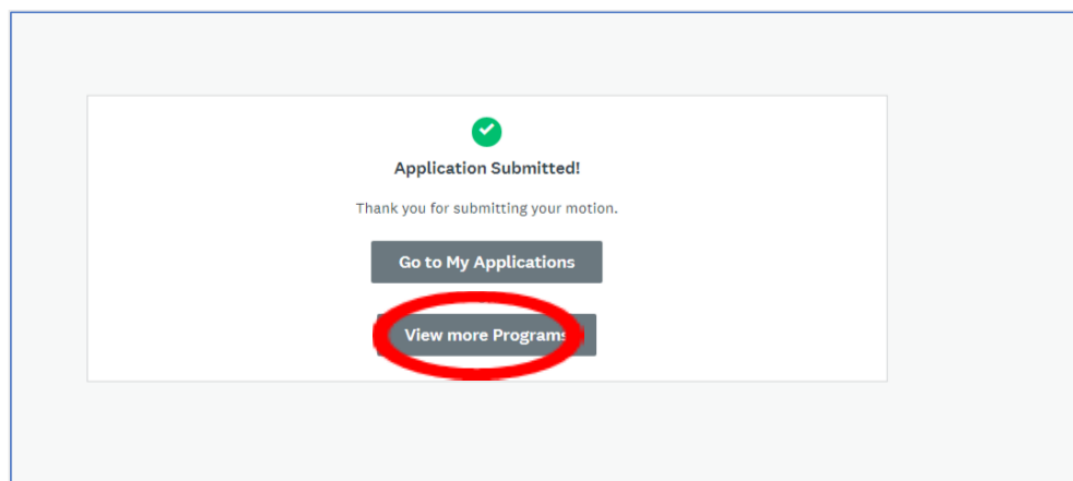 Application Submitted!
Thank you for submitting your motion.
Go to My Applications
View more Programs